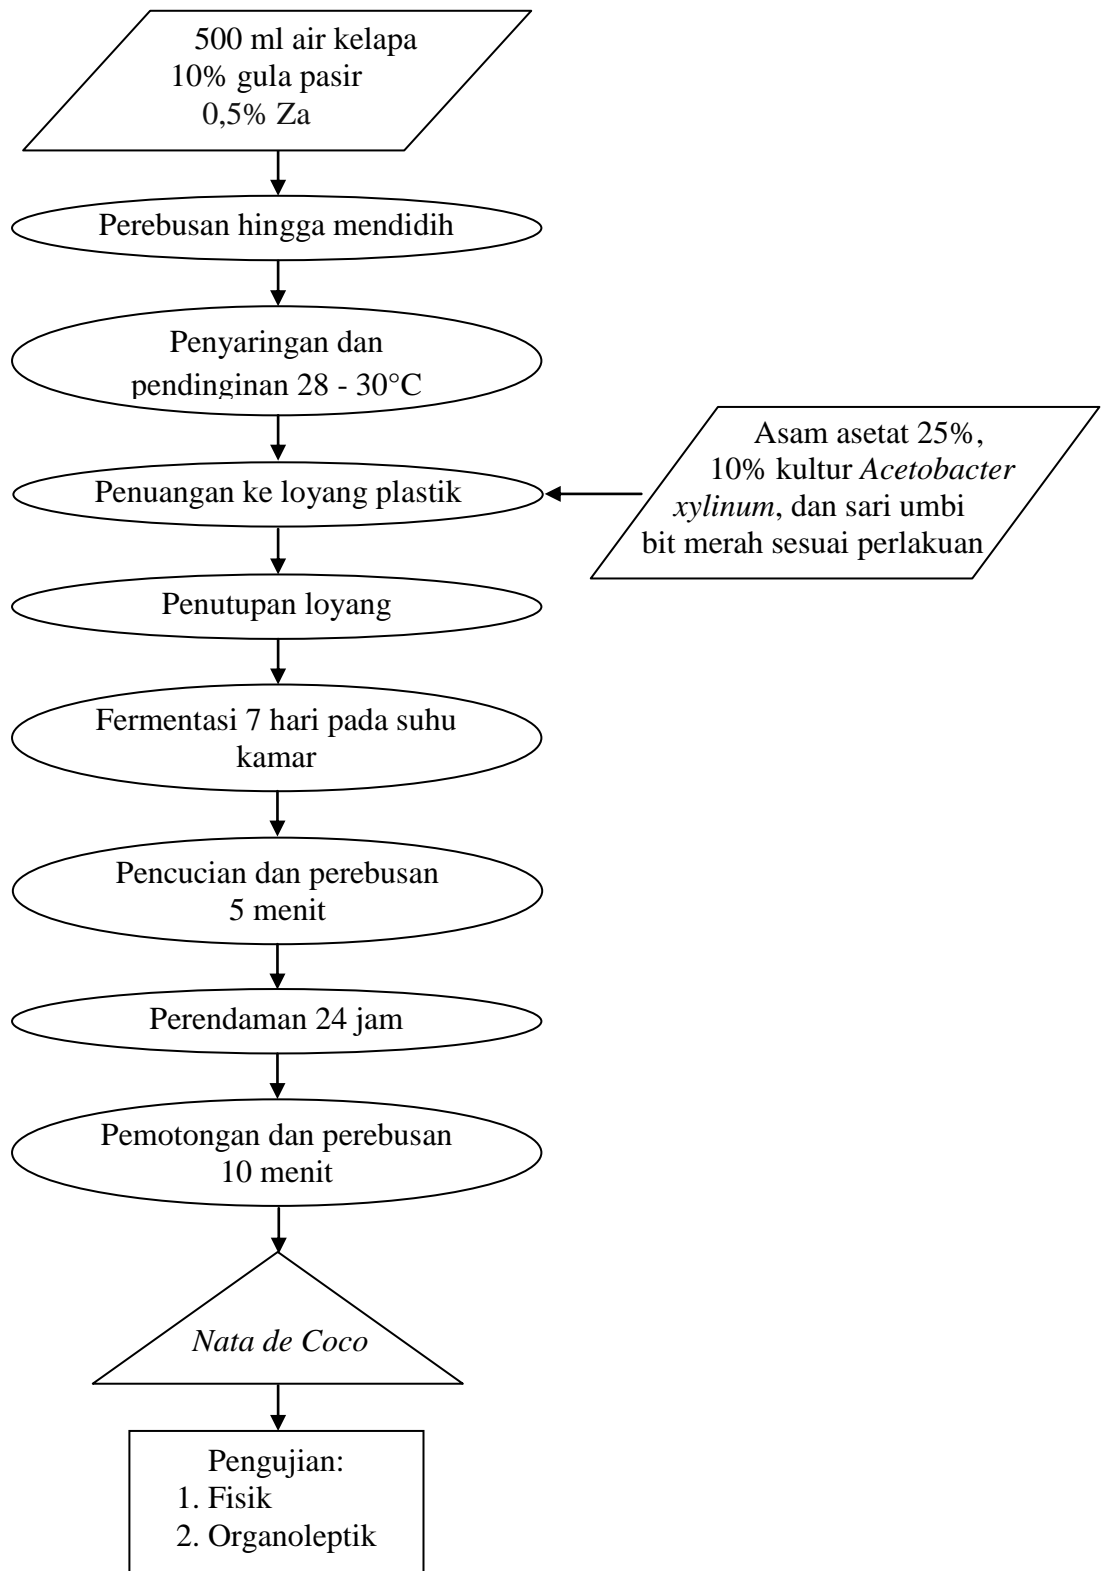 500 ml air kelapa
10% gula pasir
0,5% Za
Perebusan hingga mendidih
Penyaringan dan
pendinginan 28 - 30°C
Asam asetat 25%,
10% kultur Acetobacter
xylinum, dan sari umbi
bit merah sesuai perlakuan
Penuangan ke loyang plastik
Penutupan loyang
Fermentasi 7 hari pada suhu
kamar
Pencucian dan perebusan
5 menit
Perendaman 24 jam
Pemotongan dan perebusan
10 menit
Nata de Coco
Pengujian:
1. Fisik
2. Organoleptik